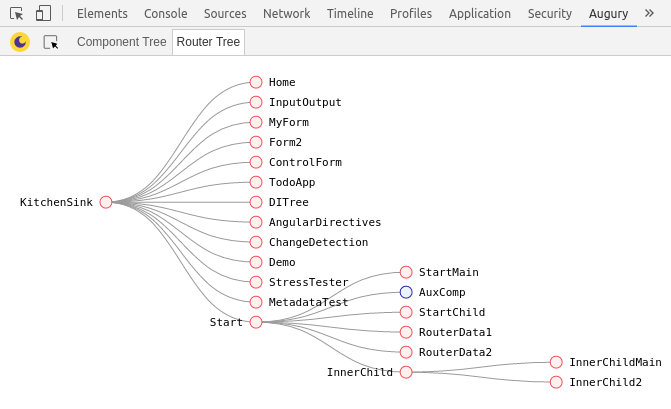 Elements Console Sources Network Timeline Profiles Application Security Augury »
Component Tree Router Tree
Home
InputOutput
MyForm
Form2
ControlForm
TodoApp
KitchenSink DITree
AngularDirectives
ChangeDetection
Demo
StartMain
StressTester
AuxComp
MetadataTest
StartChild
Start
RouterData1
RouterData2
InnerChildMain
InnerChild
InnerChild2